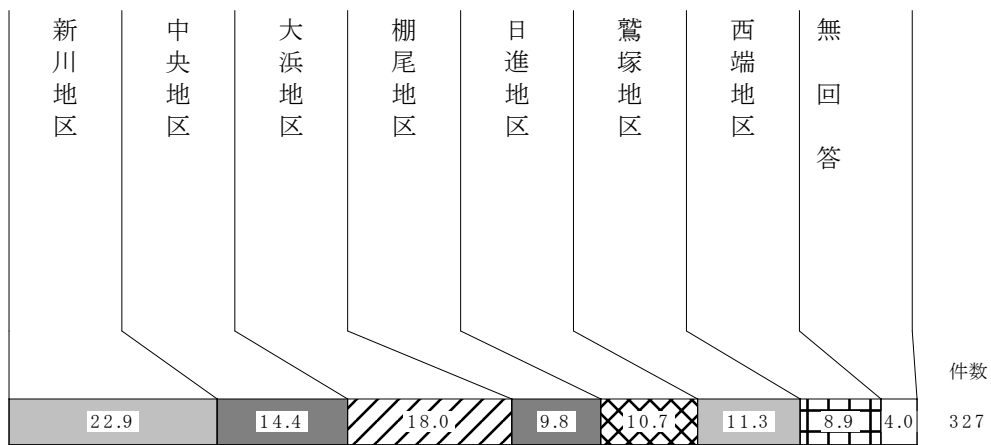 新川地区
中央地区
大浜地区
棚尾地区
日進地区
鷲塚地区
西端地区
無回答
件数
22.9
14.4
18.0
9.8
10.7
11.3
8.9
4.0
327